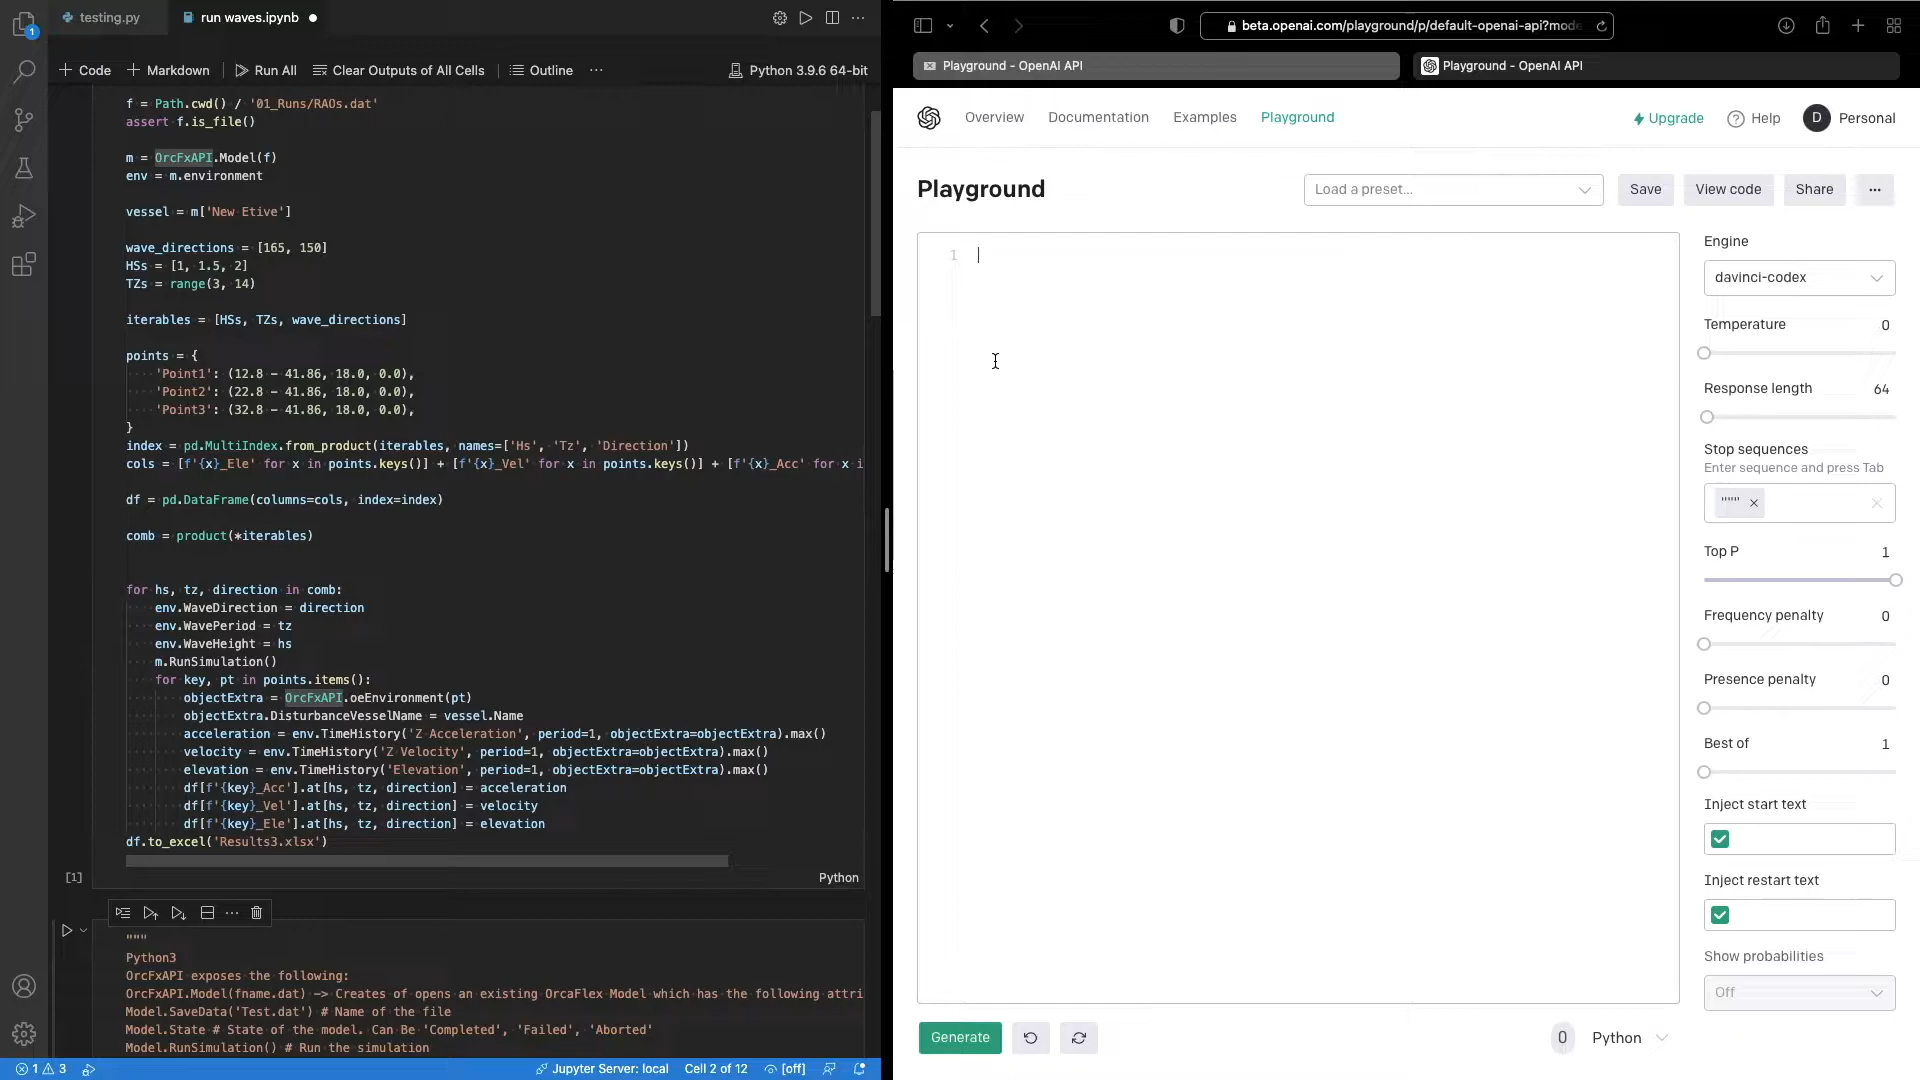 testing.py
run waves.ipynb
1
Code
Markdown
Run All
Clear Outputs of All Cells
Outline
Python 3.9.6 64-bit
f = Path.cwd() / '01_Runs/RAOs.dat'
assert f.is_file()
m = OrcFxAPI.Model(f)
env = m.environment
vessel = m['New Etive']
wave_directions = [165, 150]
HSs = [1, 1.5, 2]
TZs = range(3, 14)
iterables = [HSs, TZs, wave_directions]
points = {
'Point1': (12.8 - 41.86, 18.0, 0.0),
'Point2': (22.8 - 41.86, 18.0, 0.0),
'Point3': (32.8 - 41.86, 18.0, 0.0),
}
index = pd.MultiIndex.from_product(iterables, names=['Hs', 'Tz', 'Direction'])
cols = [f'{x}_Ele' for x in points.keys()] + [f'{x}_Vel' for x in points.keys()] + [f'{x}_Acc' for x i
df = pd.DataFrame(columns=cols, index=index)
comb = product(*iterables)
for hs, tz, direction in comb:
env.WaveDirection = direction
env.WavePeriod = tz
env.WaveHeight = hs
m.RunSimulation()
for key, pt in points.items():
objectExtra = OrcFxAPI.oeEnvironment(pt)
objectExtra.DisturbanceVesselName = vessel.Name
acceleration = env.TimeHistory('Z Acceleration', period=1, objectExtra=objectExtra).max()
velocity = env.TimeHistory('Z Velocity', period=1, objectExtra=objectExtra).max()
elevation = env.TimeHistory('Elevation', period=1, objectExtra=objectExtra).max()
df[f'{key}_Acc'].at[hs, tz, direction] = acceleration
df[f'{key}_Vel'].at[hs, tz, direction] = velocity
df[f'{key}_Ele'].at[hs, tz, direction] = elevation
df.to_excel('Results3.xlsx')
[1]
Python
"""
Python3
OrcFxAPI exposes the following:
OrcFxAPI.Model(fname.dat) -> Creates of opens an existing OrcaFlex Model which has the following attri
Model.SaveData('Test.dat') # Name of the file
Model.State # State of the model. Can Be 'Completed', 'Failed', 'Aborted'
Model.RunSimulation() # Run the simulation
1 3
Jupyter Server: local
Cell 2 of 12
[off]
beta.openai.com/playground/p/default-openai-api?mode
Playground - OpenAI API
Playground - OpenAI API
Overview
Documentation
Examples
Playground
Upgrade
Help
D
Personal
Playground
Load a preset...
Save
View code
Share
1
Engine
davinci-codex
Temperature
0
Response length
64
Stop sequences
Enter sequence and press Tab
"""
Top P
1
Frequency penalty
0
Presence penalty
0
Best of
1
Inject start text
Inject restart text
Show probabilities
Off
Generate
0
Python